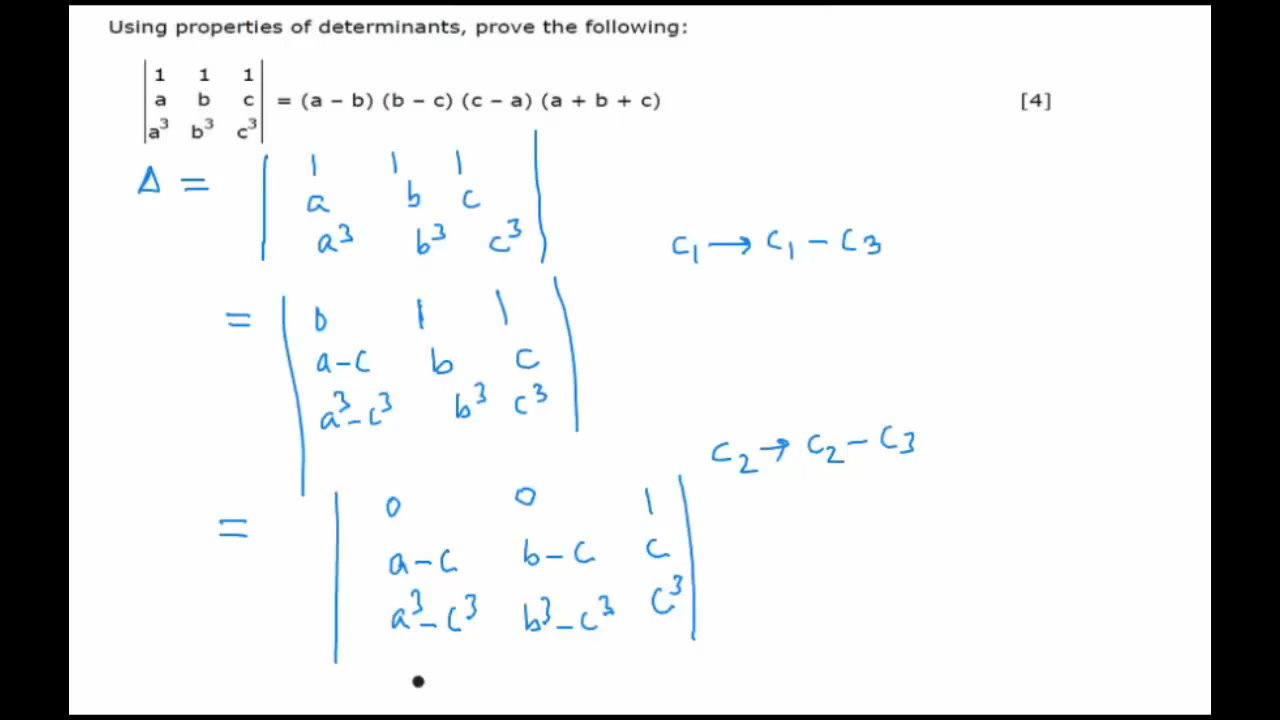 Using properties of determinants, prove the following:
1 1 1
a b c = (a – b) (b – c) (c – a) (a + b + c) [4]
a³ b³ c³
Δ = 1 1 1
a b c
a³ b³ c³
C₁ → C₁ – C₃
= 0 1 1
a–c b c
a³–c³ b³ c³
C₂ → C₂ – C₃
= 0 0 1
a–c b–c c
a³–c³ b³–c³ c³